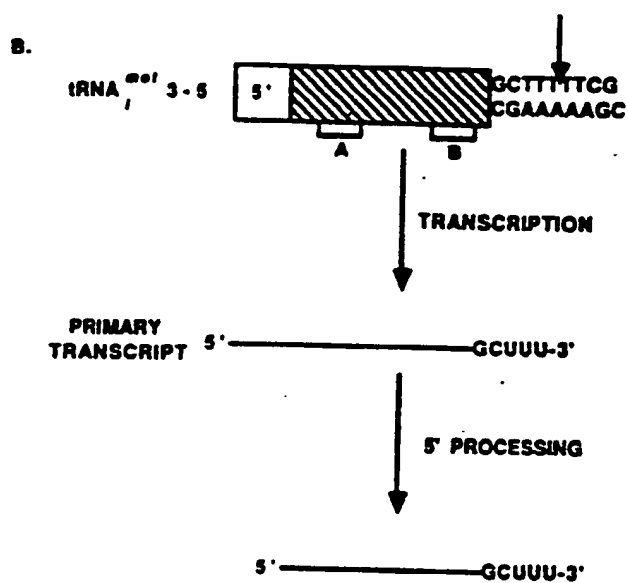 B.
tRNA i met 3-5 5' GCTTTTTCG
CGAAAAAGC
A B
TRANSCRIPTION
PRIMARY
TRANSCRIPT 5' GCUUU-3'
5' PROCESSING
5' GCUUU-3'